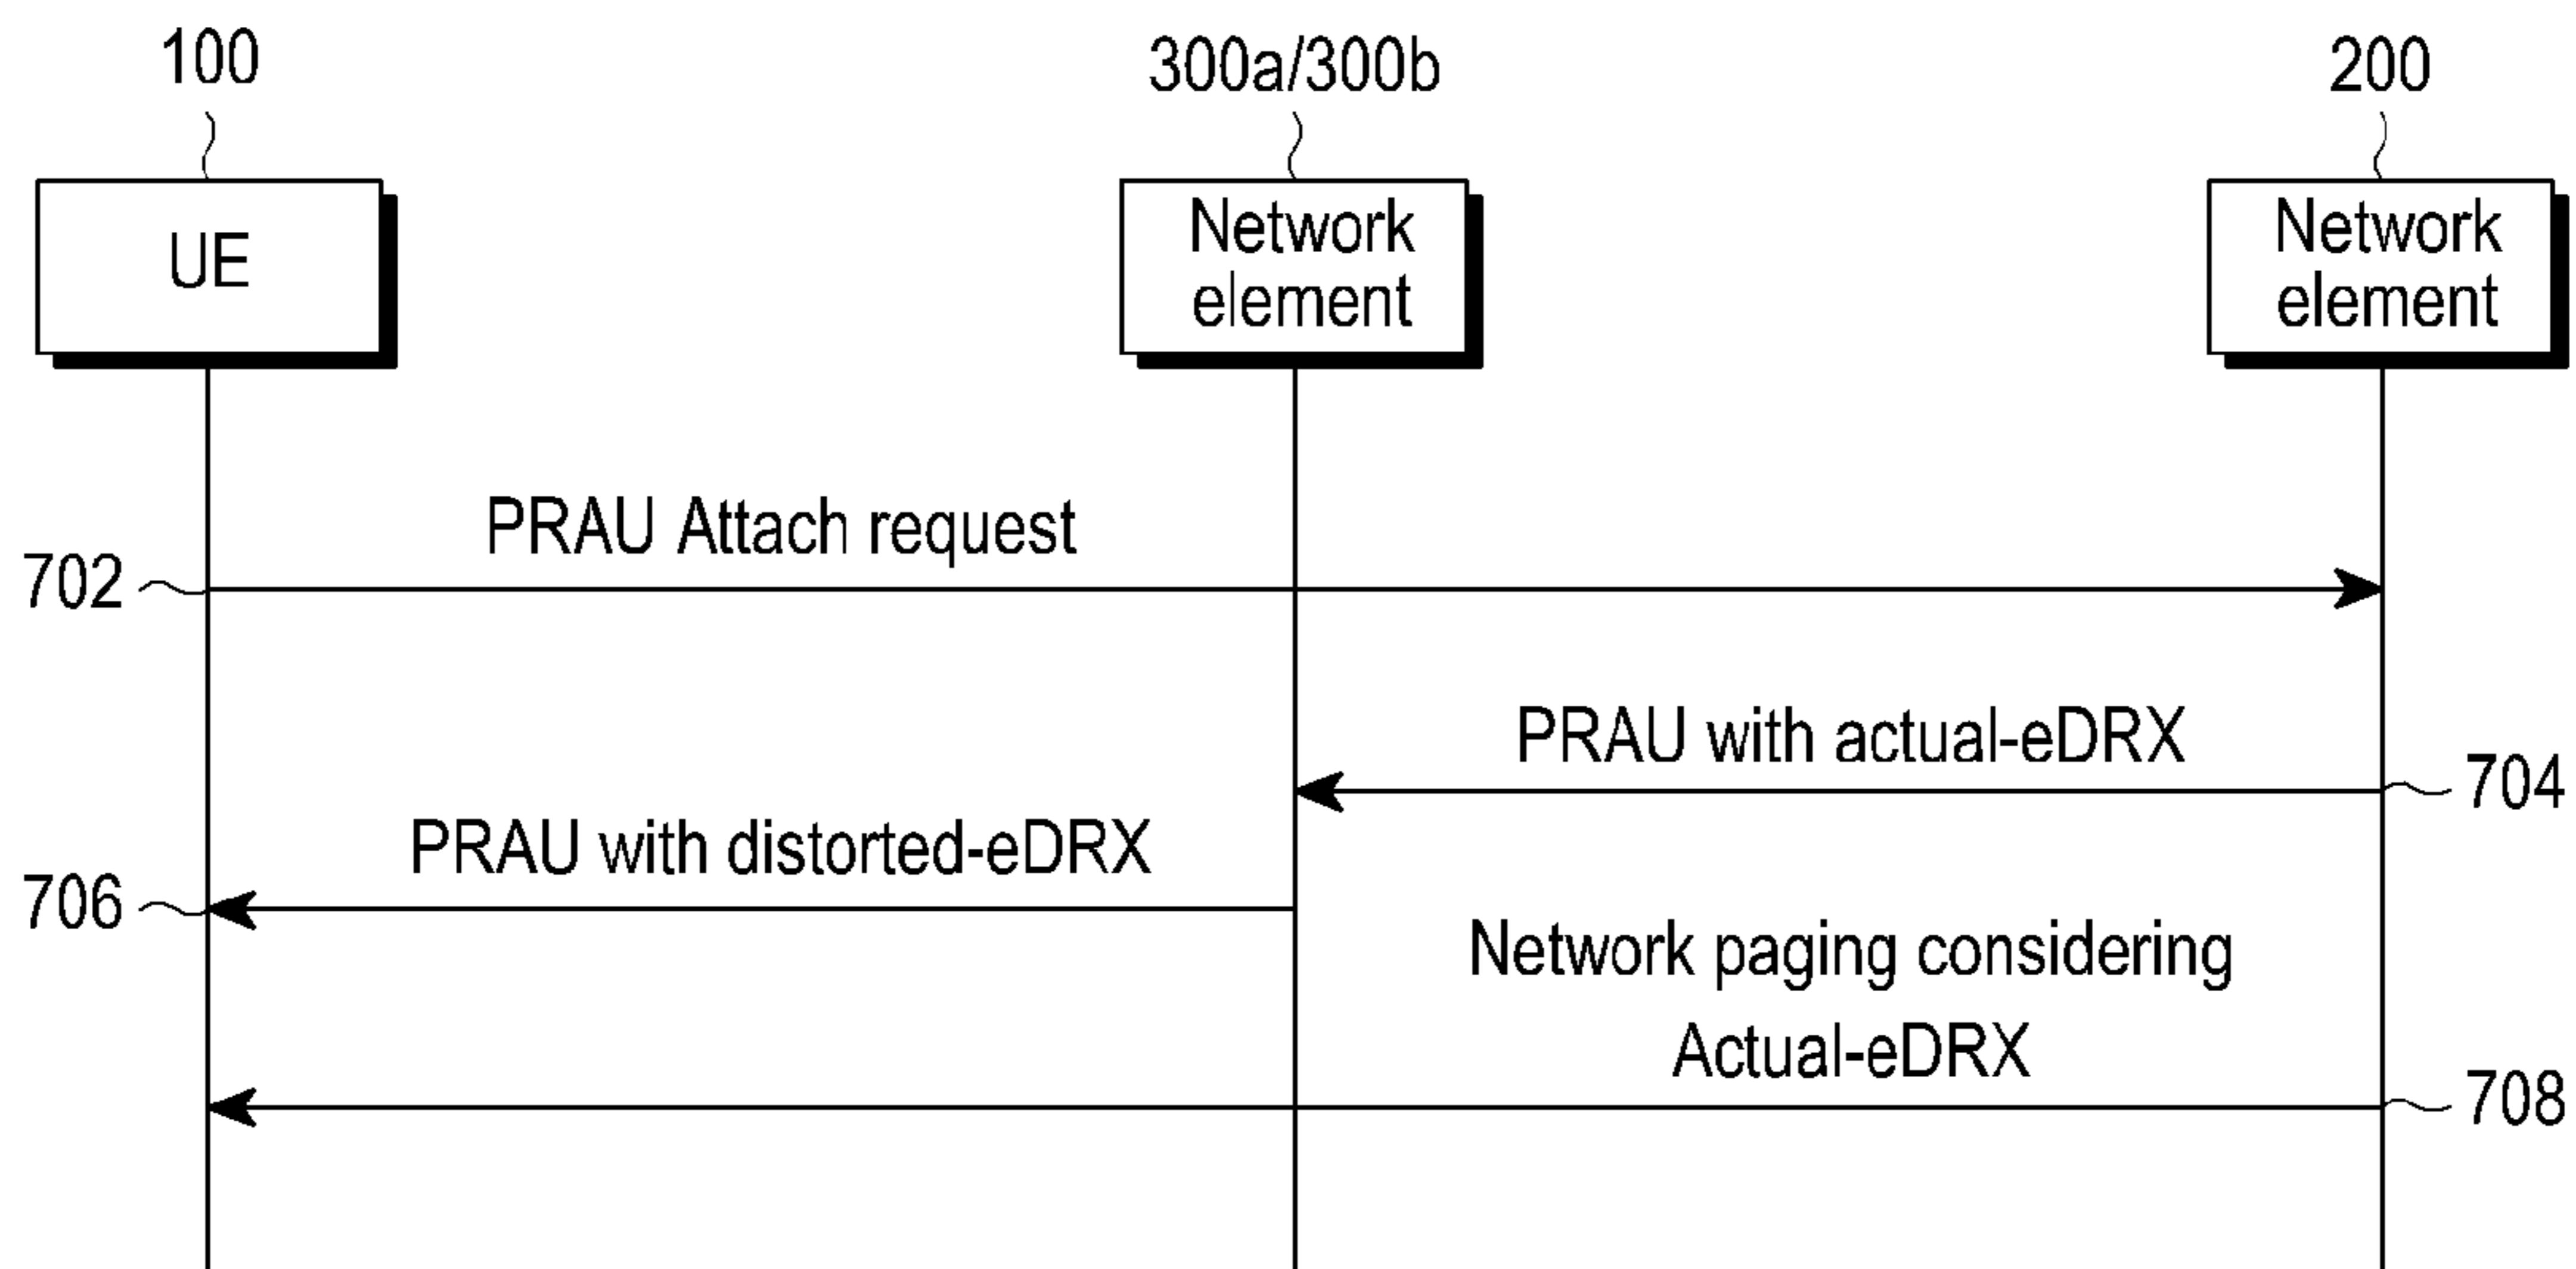 100
300a/300b
200
UE
Network
element
Network
element
PRAU Attach request
702
PRAU with actual-eDRX
704
PRAU with distorted-eDRX
706
Network paging considering
Actual-eDRX
708